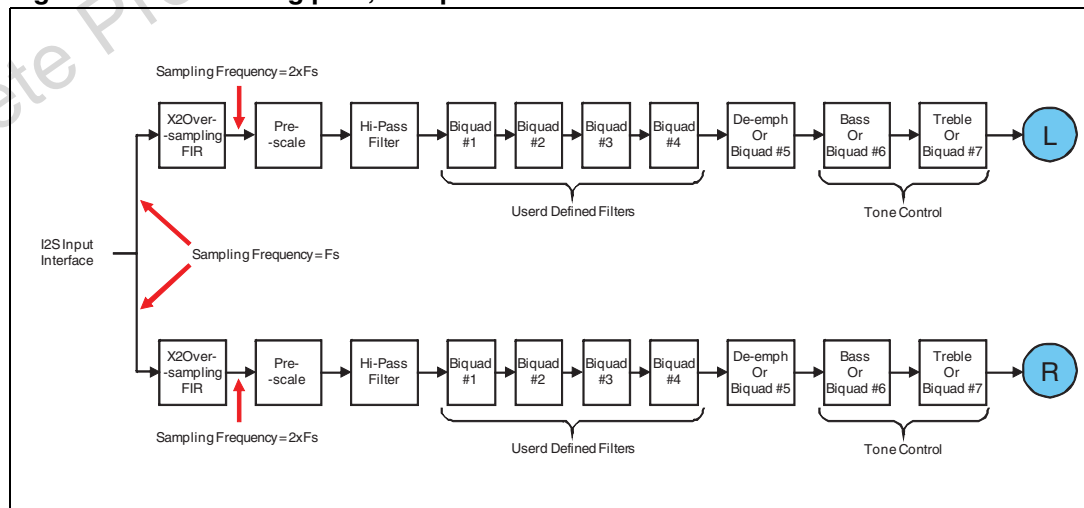 Sampling Frequency = 2xFs
X2Over-
-sampling
FIR
Pre-
-scale
Hi-Pass
Filter
Biquad
#1
Biquad
#2
Biquad
#3
Biquad
#4
De-emph
Or
Biquad #5
Bass
Or
Biquad #6
Treble
Or
Biquad #7
L
Userd Defined Filters
Tone Control
I2S Input
Interface
Sampling Frequency = Fs
X2Over-
-sampling
FIR
Pre-
-scale
Hi-Pass
Filter
Biquad
#1
Biquad
#2
Biquad
#3
Biquad
#4
De-emph
Or
Biquad #5
Bass
Or
Biquad #6
Treble
Or
Biquad #7
R
Sampling Frequency = 2xFs
Userd Defined Filters
Tone Control